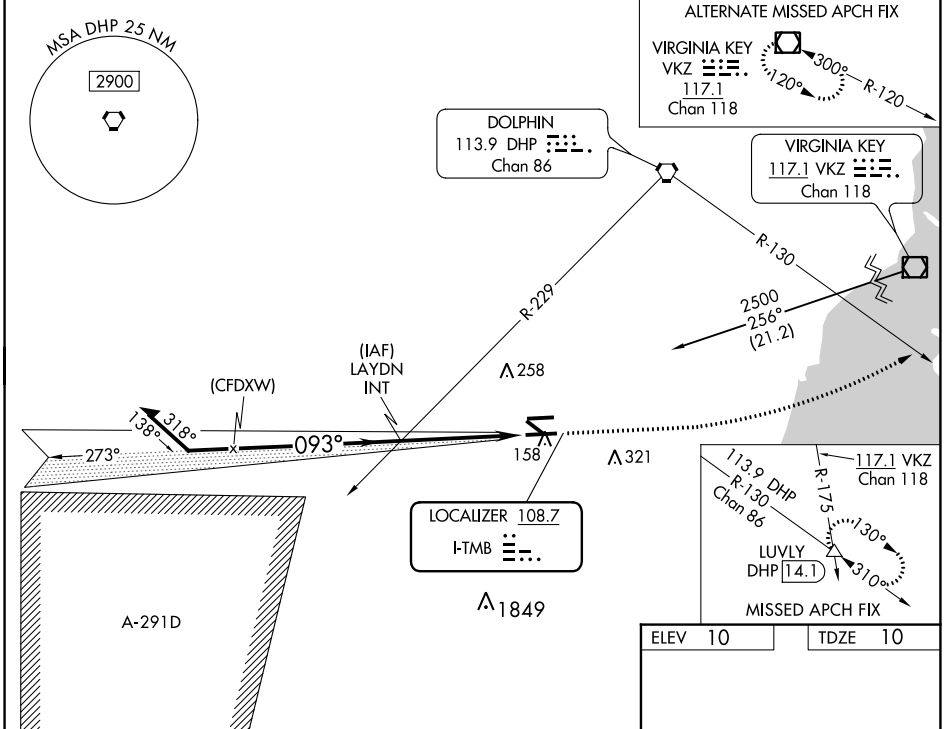 MSA DHP 25 NM
2900
ALTERNATE MISSED APCH FIX
VIRGINIA KEY
VKZ
117.1
Chan 118
300°
120°
R-120
DOLPHIN
113.9 DHP
Chan 86
VIRGINIA KEY
117.1 VKZ
Chan 118
R-130
R-229
2500
256°
(21.2)
(IAF)
LAYDN
INT
258
(CFDXW)
318°
138°
093°
273°
158
321
LOCALIZER 108.7
I-TMB
1849
A-291D
113.9 DHP
R-130
Chan 86
117.1 VKZ
Chan 118
R-175
130°
310°
LUVLY
DHP 14.1
MISSED APCH FIX
ELEV 10
TDZE 10